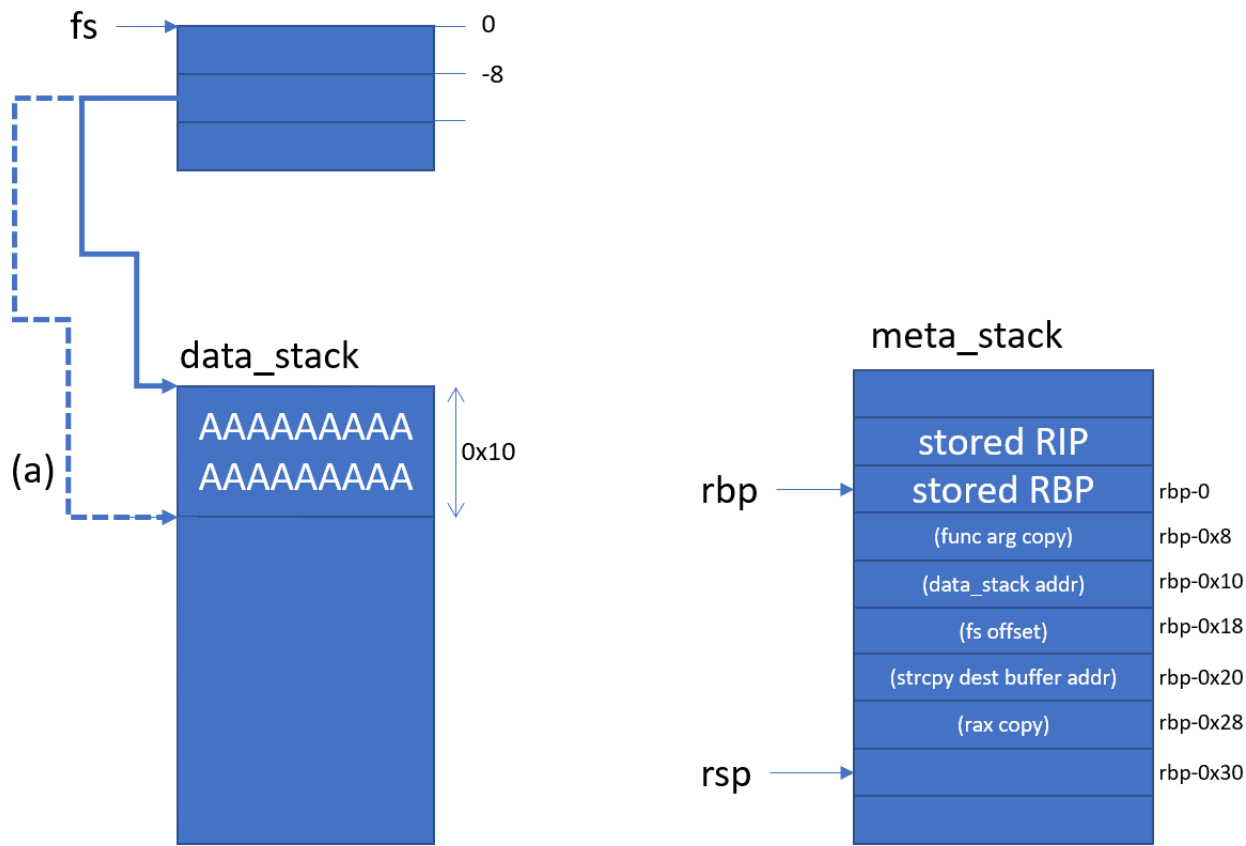 fs
0
-8
data_stack
AAAAAAAAA
AAAAAAAAA
0x10
(a)
meta_stack
stored RIP
rbp
stored RBP
rbp-0
(func arg copy)
rbp-0x8
(data_stack addr)
rbp-0x10
(fs offset)
rbp-0x18
(strcpy dest buffer addr)
rbp-0x20
(rax copy)
rbp-0x28
rsp
rbp-0x30